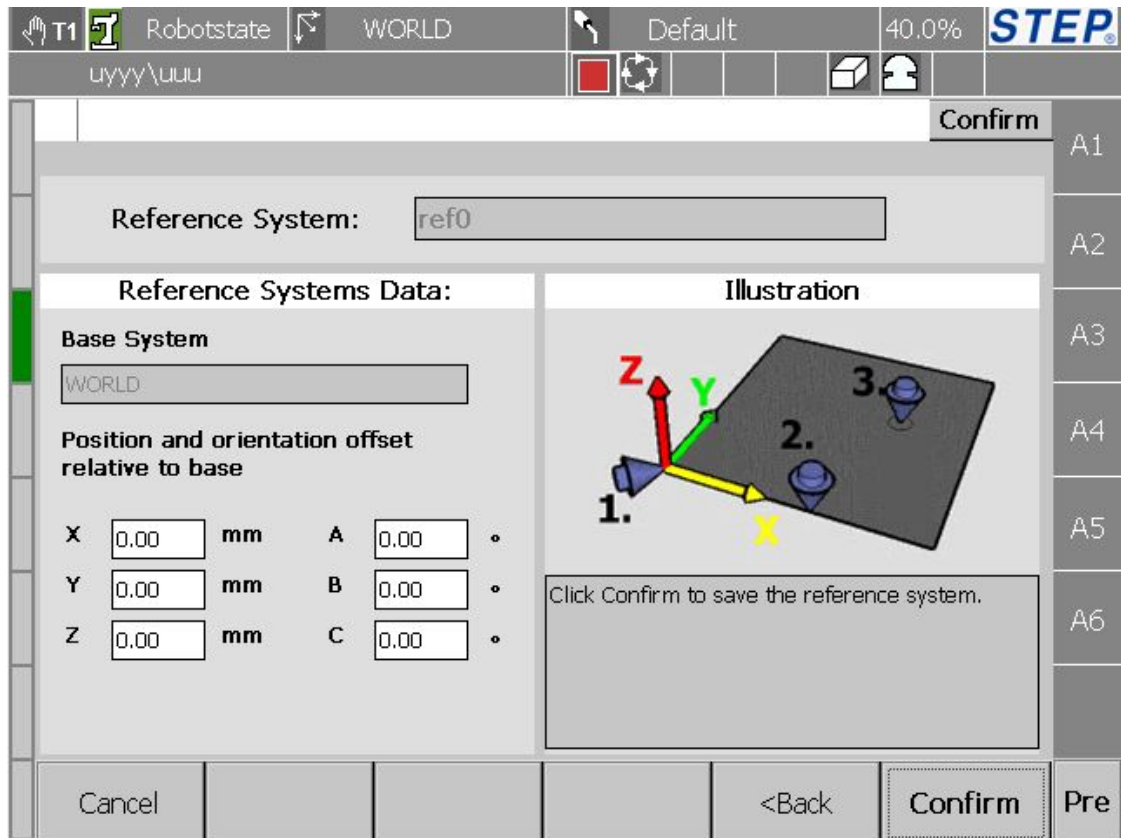 T1 Robotstate WORLD Default 40.0% STEP®
uyyy\uuu
Confirm
A1
Reference System: ref0
A2
Reference Systems Data:
Illustration
Base System
WORLD
A3
Position and orientation offset
relative to base
A4
Z
Y
X
1.
2.
3.
X 0.00 mm A 0.00 °
Y 0.00 mm B 0.00 °
Z 0.00 mm C 0.00 °
A5
Click Confirm to save the reference system.
A6
Cancel <Back Confirm Pre